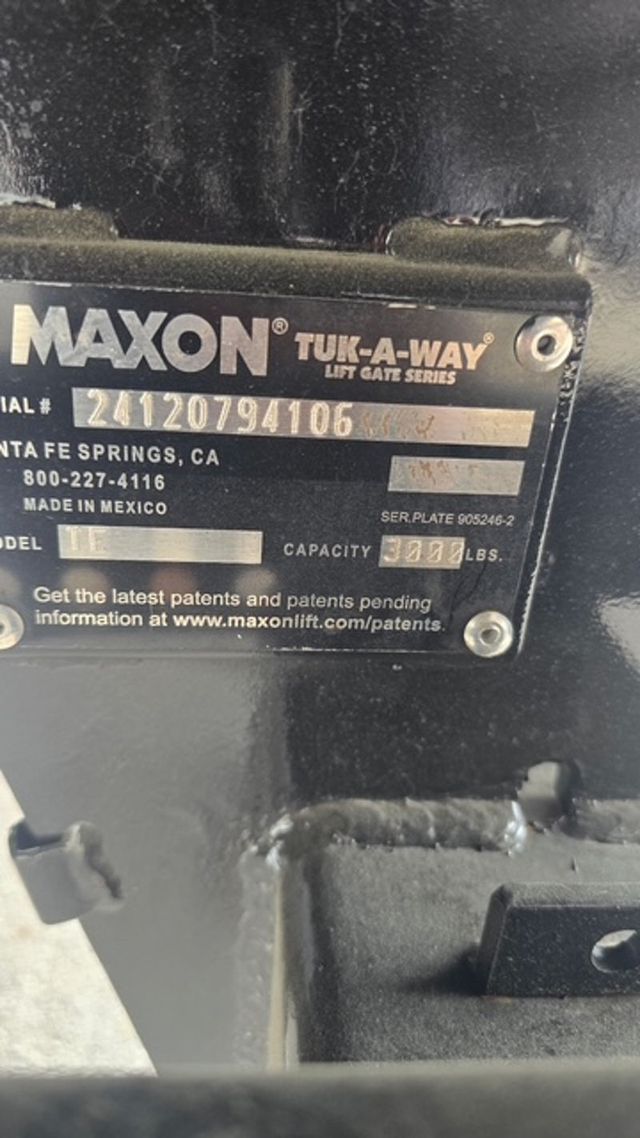 MAXON® TUK-A-WAY®
LIFT GATE SERIES
IAL # 24120794106
NTA FE SPRINGS, CA
800-227-4116
MADE IN MEXICO
SER.PLATE 905246-2
ODEL TE CAPACITY 3000 LBS.
Get the latest patents and patents pending
information at www.maxonlift.com/patents.